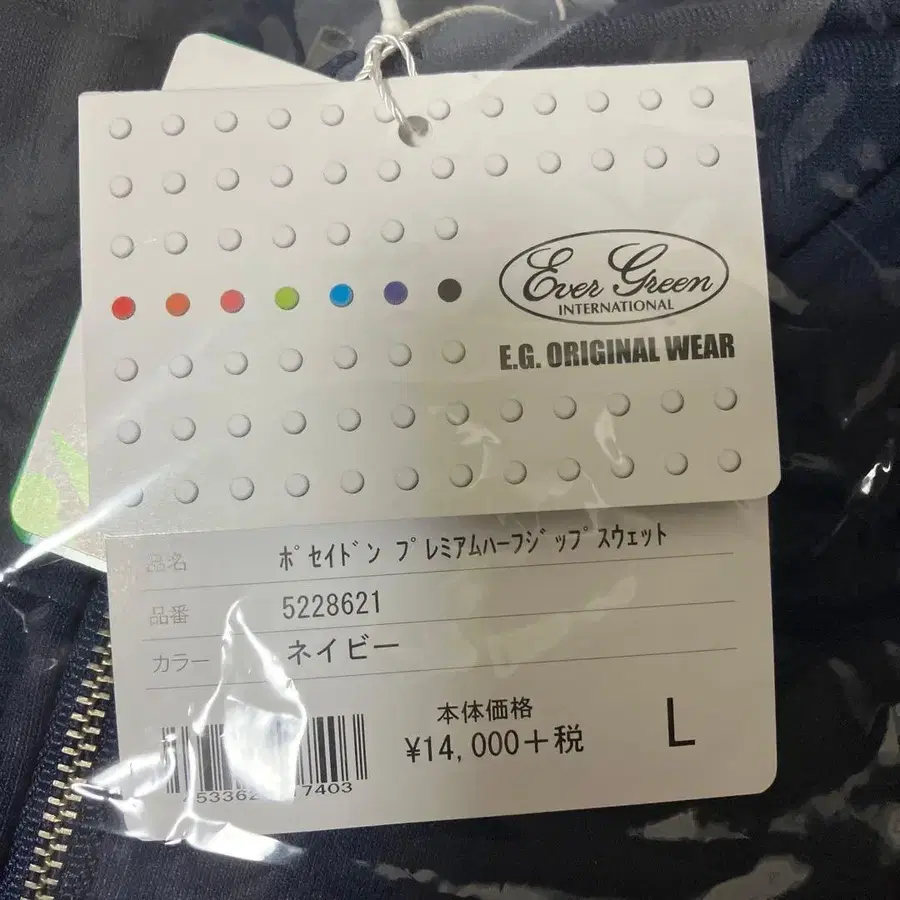 Ever Green
INTERNATIONAL
E.G. ORIGINAL WEAR
品名 ポセイドン プレミアムハーフジップスウェット
品番 5228621
カラー ネイビー
本体価格
¥14,000+税
L